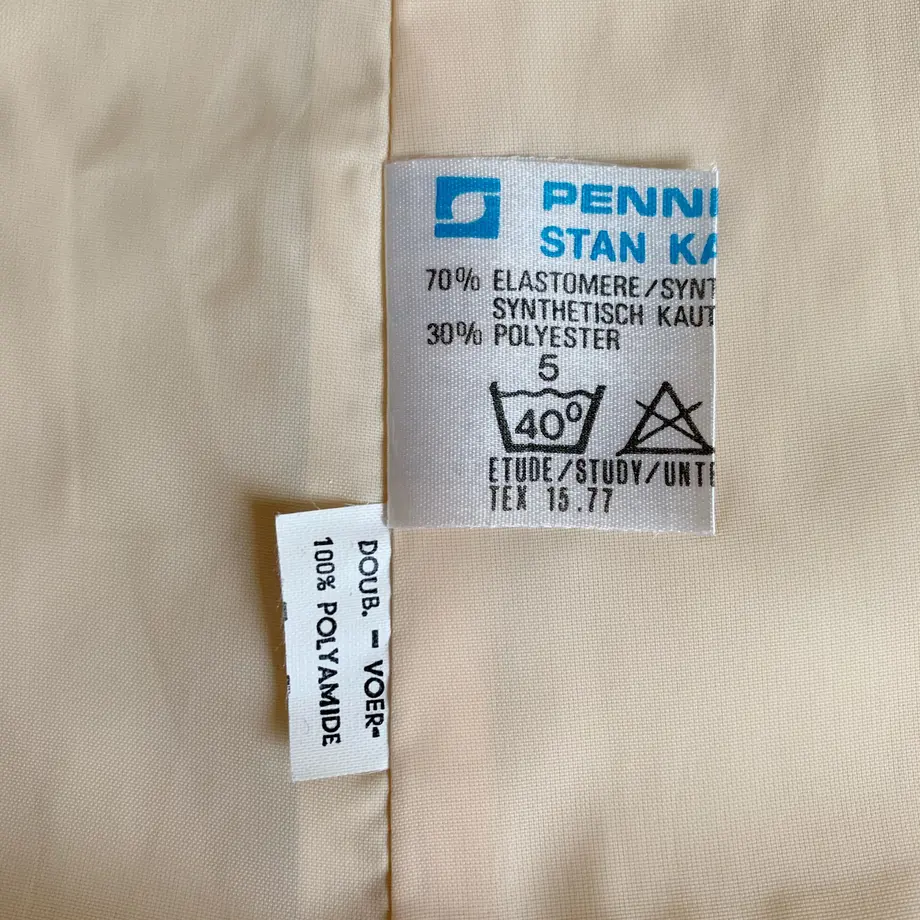 PENNI
STAN KA
70% ELASTOMERE/SYNT
SYNTHETISCH KAUT
30% POLYESTER
5
40°
ETUDE/STUDY/UNTE
TEX 15.77
DOUB. - VOER-
100% POLYAMIDE